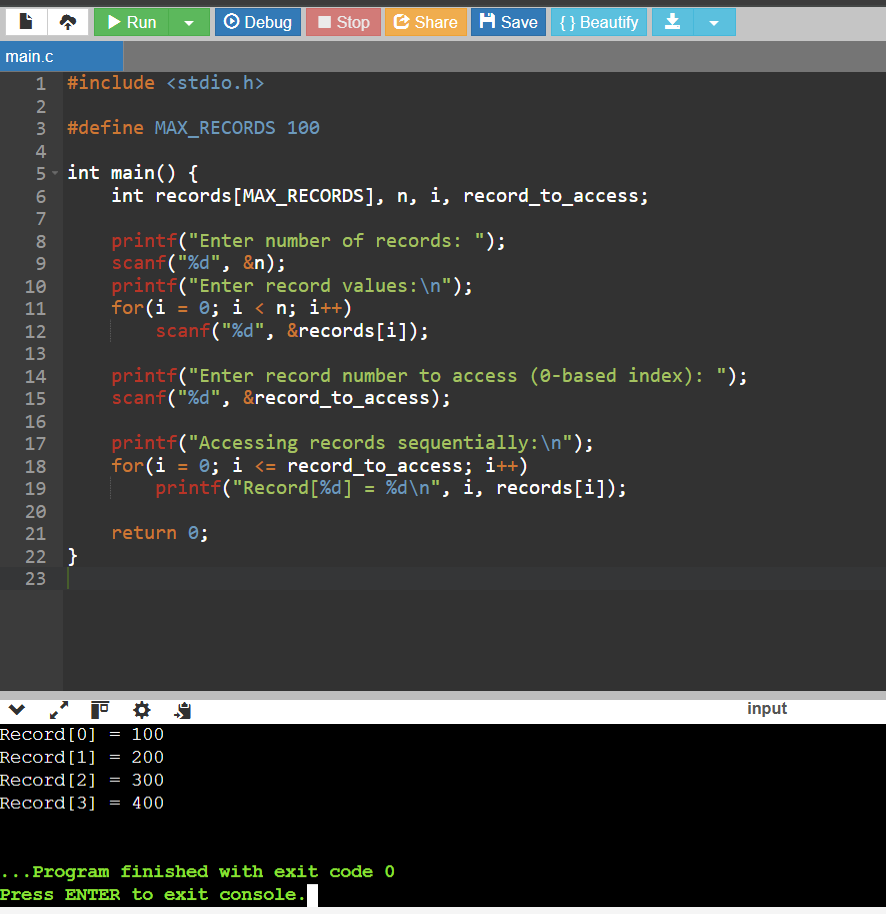 Run Debug Stop Share Save { } Beautify
main.c
1 #include <stdio.h>
2
3 #define MAX_RECORDS 100
4
5 int main() {
6     int records[MAX_RECORDS], n, i, record_to_access;
7
8     printf("Enter number of records: ");
9     scanf("%d", &n);
10     printf("Enter record values:\n");
11     for(i = 0; i < n; i++)
12         scanf("%d", &records[i]);
13
14     printf("Enter record number to access (0-based index): ");
15     scanf("%d", &record_to_access);
16
17     printf("Accessing records sequentially:\n");
18     for(i = 0; i <= record_to_access; i++)
19         printf("Record[%d] = %d\n", i, records[i]);
20
21     return 0;
22 }
23
input
Record[0] = 100
Record[1] = 200
Record[2] = 300
Record[3] = 400
...Program finished with exit code 0
Press ENTER to exit console.